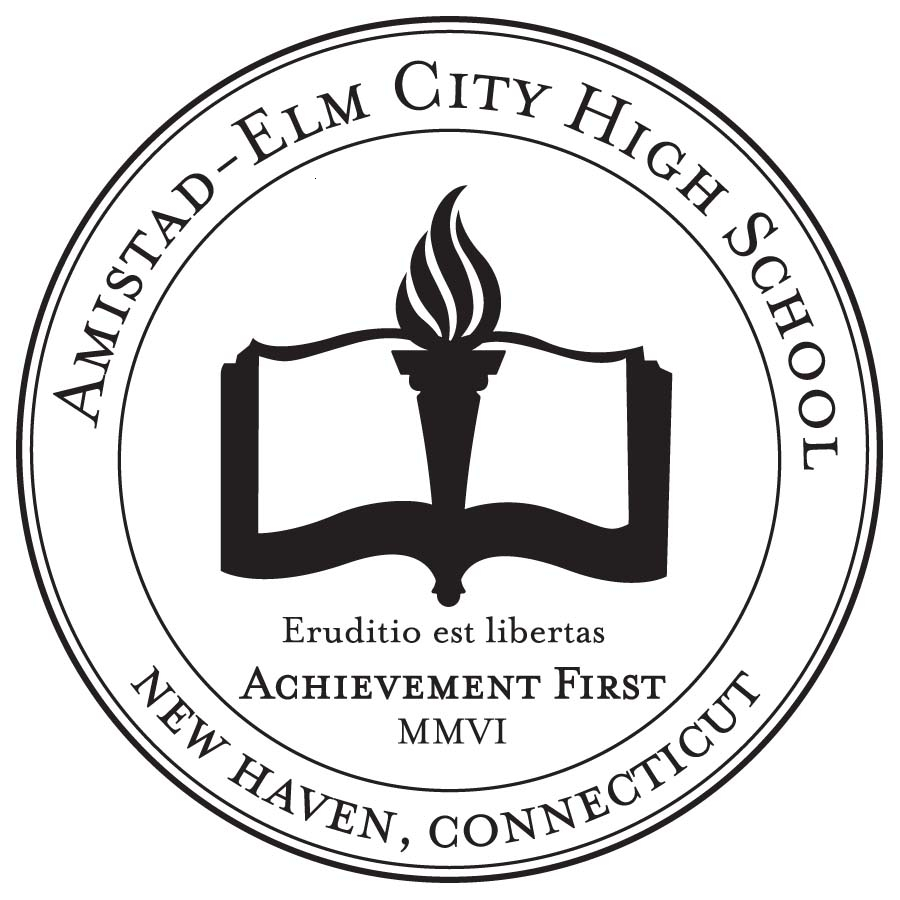 AMISTAD-ELM CITY HIGH SCHOOL
Eruditio est libertas
ACHIEVEMENT FIRST
MMVI
NEW HAVEN, CONNECTICUT